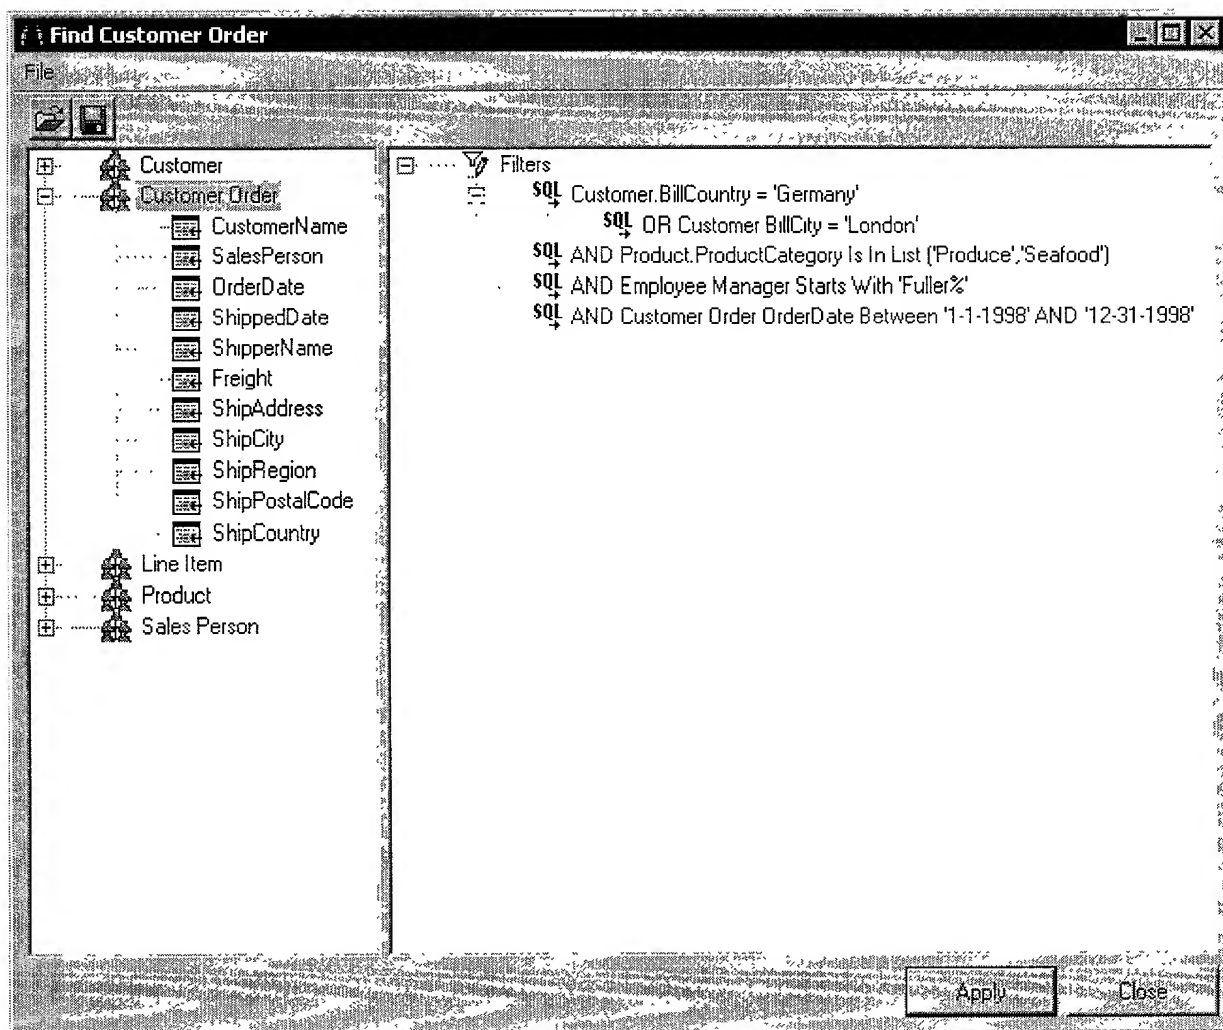 Find Customer Order
File
Customer
Customer Order
CustomerName
SalesPerson
OrderDate
ShippedDate
ShipperName
Freight
ShipAddress
ShipCity
ShipRegion
ShipPostalCode
ShipCountry
Line Item
Product
Sales Person
Filters
SQL Customer.BillCountry = 'Germany'
SQL OR Customer BillCity = 'London'
SQL AND Product.ProductCategory Is In List ('Produce','Seafood')
SQL AND Employee Manager Starts With 'Fuller%'
SQL AND Customer Order OrderDate Between '1-1-1998' AND '12-31-1998'
Apply
Close